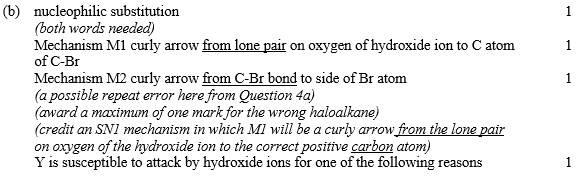 (b) nucleophilic substitution 1
(both words needed)
Mechanism M1 curly arrow from lone pair on oxygen of hydroxide ion to C atom 1
of C-Br
Mechanism M2 curly arrow from C-Br bond to side of Br atom 1
(a possible repeat error here from Question 4a)
(award a maximum of one mark for the wrong haloalkane)
(credit an SN1 mechanism in which M1 will be a curly arrow from the lone pair
on oxygen of the hydroxide ion to the correct positive carbon atom)
Y is susceptible to attack by hydroxide ions for one of the following reasons 1